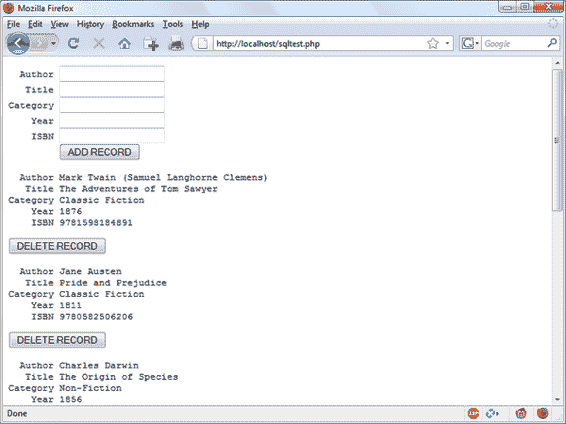 Mozilla Firefox
File Edit View History Bookmarks Tools Help
http://localhost/sqltest.php
Google
Author
Title
Category
Year
ISBN
ADD RECORD
Author Mark Twain (Samuel Langhorne Clemens)
Title The Adventures of Tom Sawyer
Category Classic Fiction
Year 1876
ISBN 9781598184891
DELETE RECORD
Author Jane Austen
Title Pride and Prejudice
Category Classic Fiction
Year 1811
ISBN 9780582506206
DELETE RECORD
Author Charles Darwin
Title The Origin of Species
Category Non-Fiction
Year 1856
Done